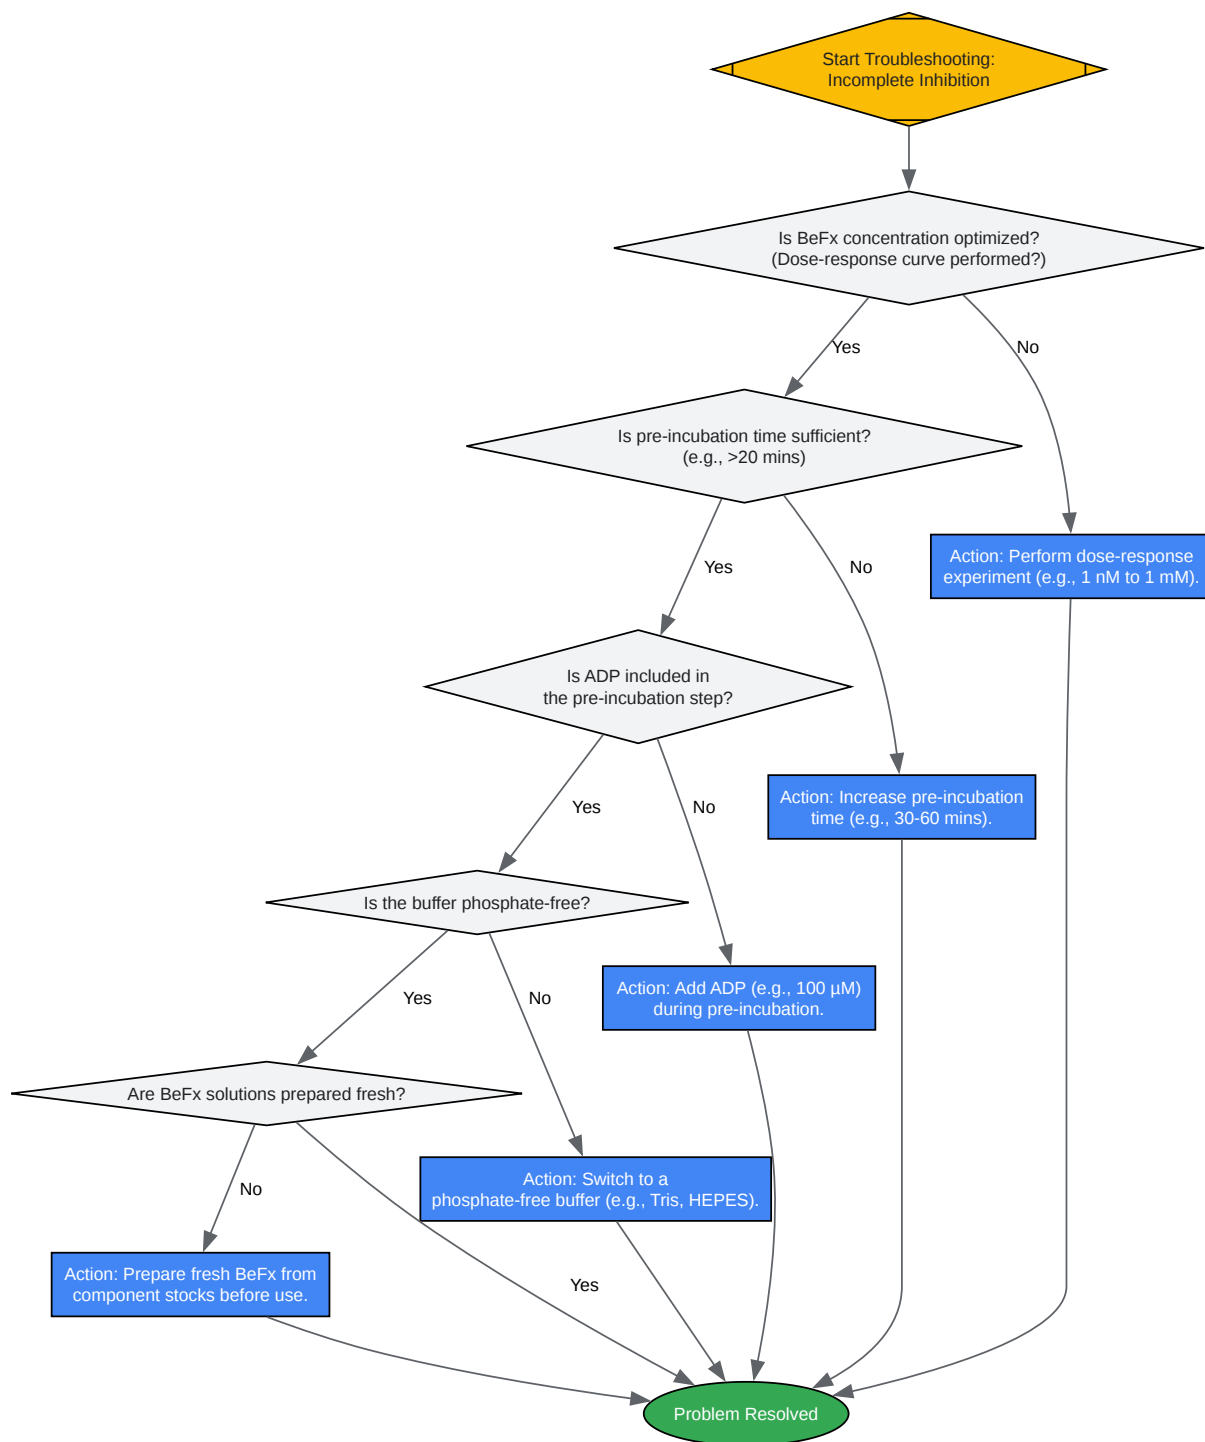 Start Troubleshooting:
Incomplete Inhibition
Is BeFx concentration optimized?
(Dose-response curve performed?)
Yes
No
Is pre-incubation time sufficient?
(e.g., >20 mins)
Action: Perform dose-response
experiment (e.g., 1 nM to 1 mM).
Yes
No
Is ADP included in
the pre-incubation step?
Action: Increase pre-incubation
time (e.g., 30-60 mins).
Yes
No
Is the buffer phosphate-free?
Action: Add ADP (e.g., 100 µM)
during pre-incubation.
Yes
No
Are BeFx solutions prepared fresh?
Action: Switch to a
phosphate-free buffer (e.g., Tris, HEPES).
No
Yes
Action: Prepare fresh BeFx from
component stocks before use.
Problem Resolved